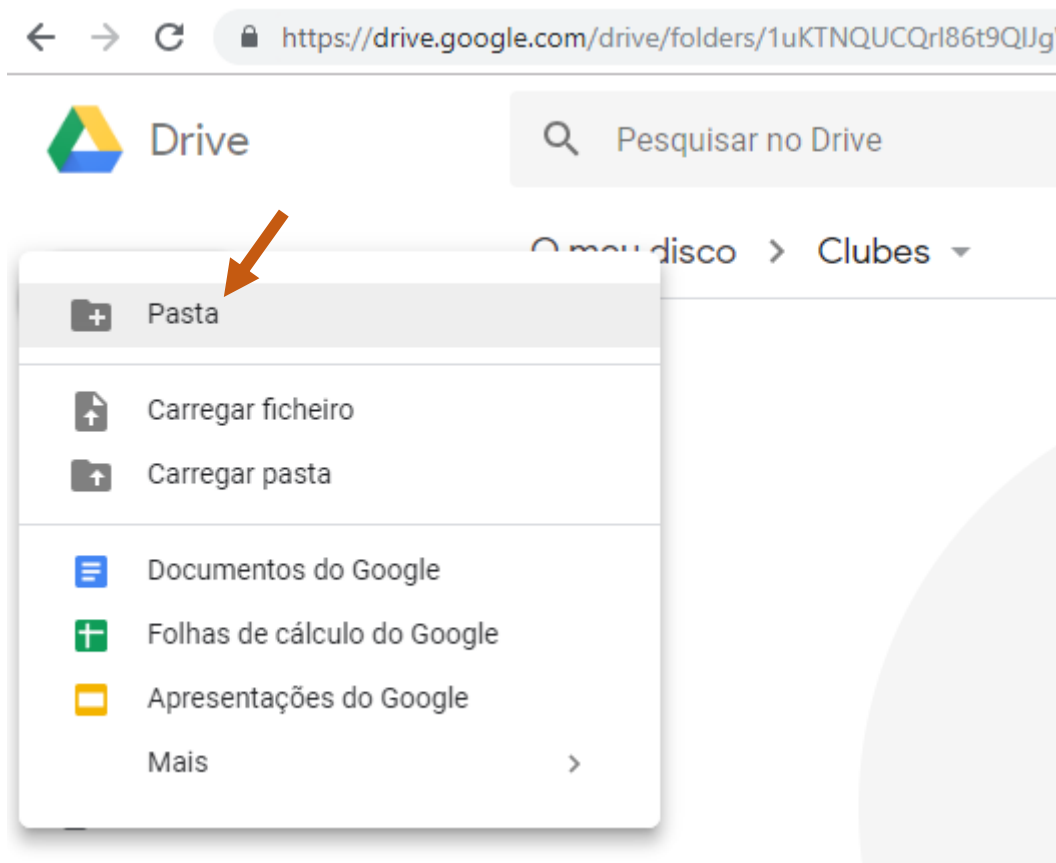 https://drive.google.com/drive/folders/
Drive
Pesquisar no Drive
O meu disco > Clubes
Pasta
Carregar ficheiro
Carregar pasta
Documentos do Google
Folhas de cálculo do Google
Apresentações do Google
Mais